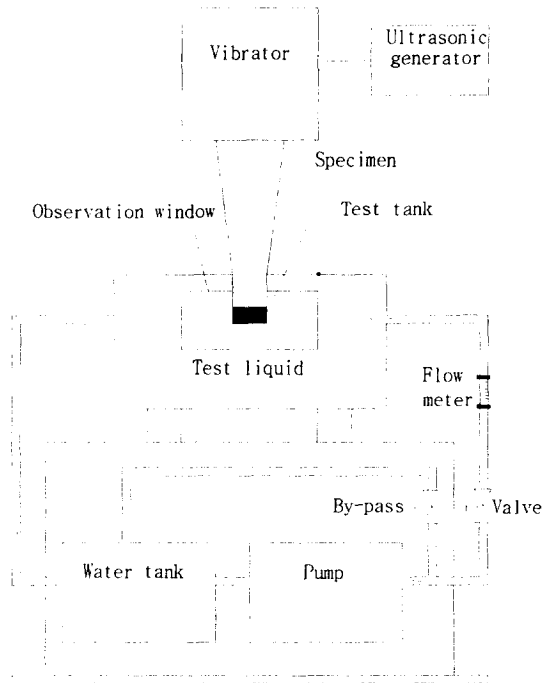 Vibrator
Ultrasonic
generator
Specimen
Observation window
Test tank
Test liquid
Flow
meter
By-pass
Valve
Water tank
Pump